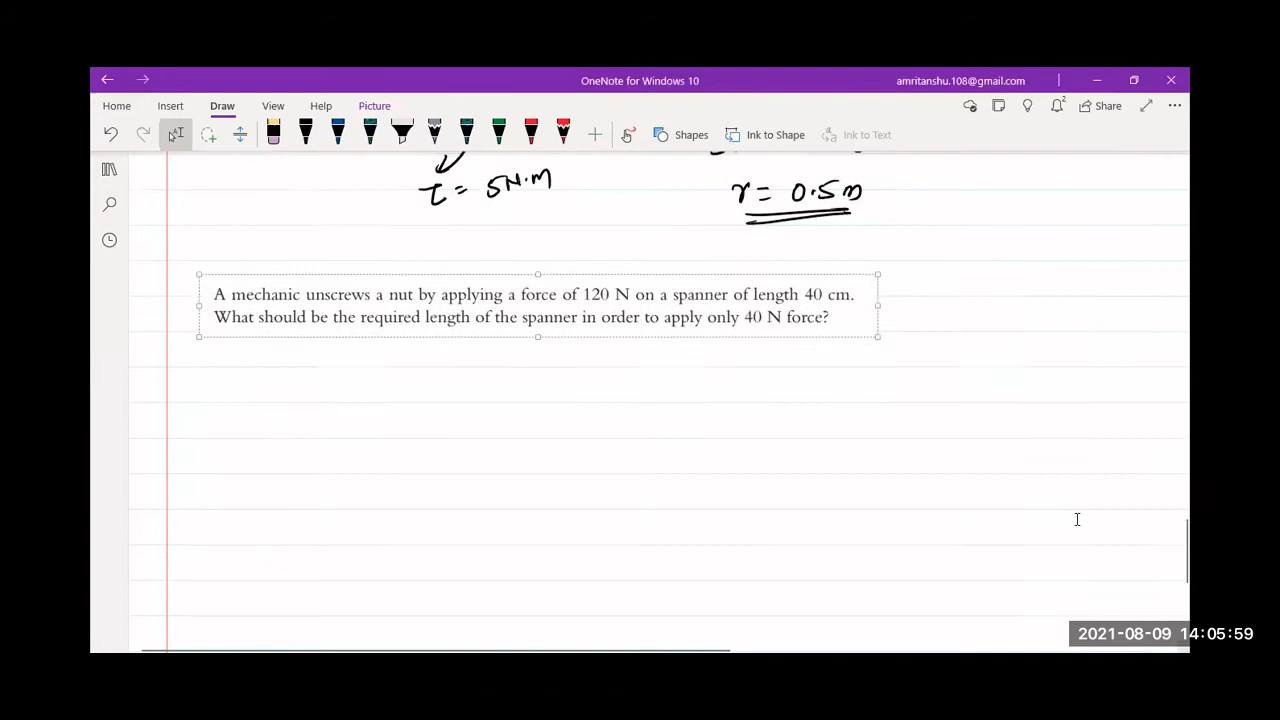 OneNote for Windows 10
amritanshu.108@gmail.com
Home Insert Draw View Help Picture
2
Share
Shapes Ink to Shape Ink to Text
τ = 5N·m
r = 0.5m
A mechanic unscrews a nut by applying a force of 120 N on a spanner of length 40 cm.
What should be the required length of the spanner in order to apply only 40 N force?
2021-08-09 14:05:59